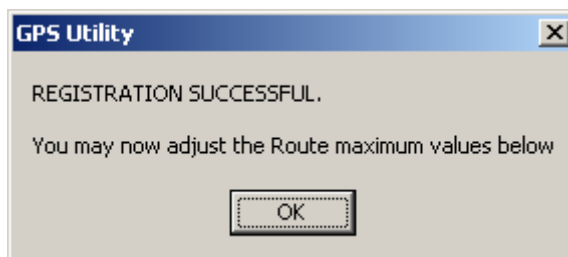 GPS Utility
REGISTRATION SUCCESSFUL.
You may now adjust the Route maximum values below
OK